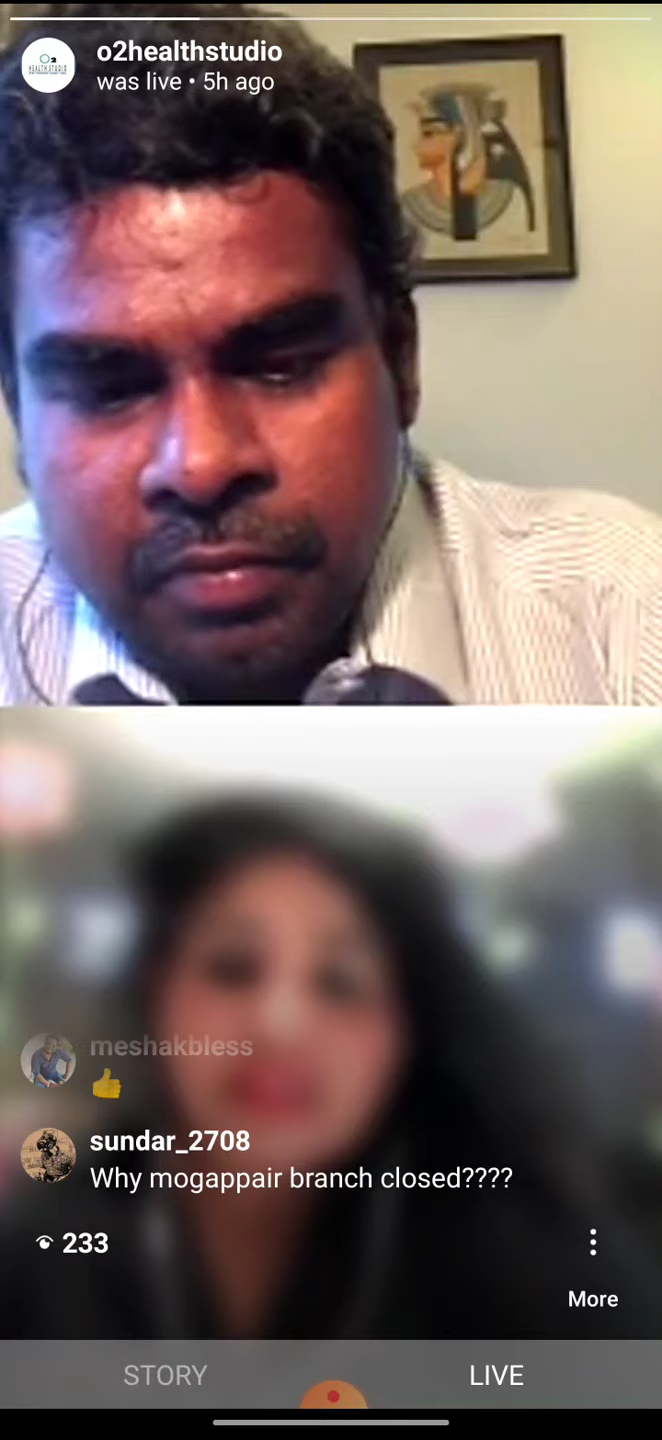 o2healthstudio
was live • 5h ago
meshakbless
👍
sundar_2708
Why mogappair branch closed????
233
More
STORY
LIVE